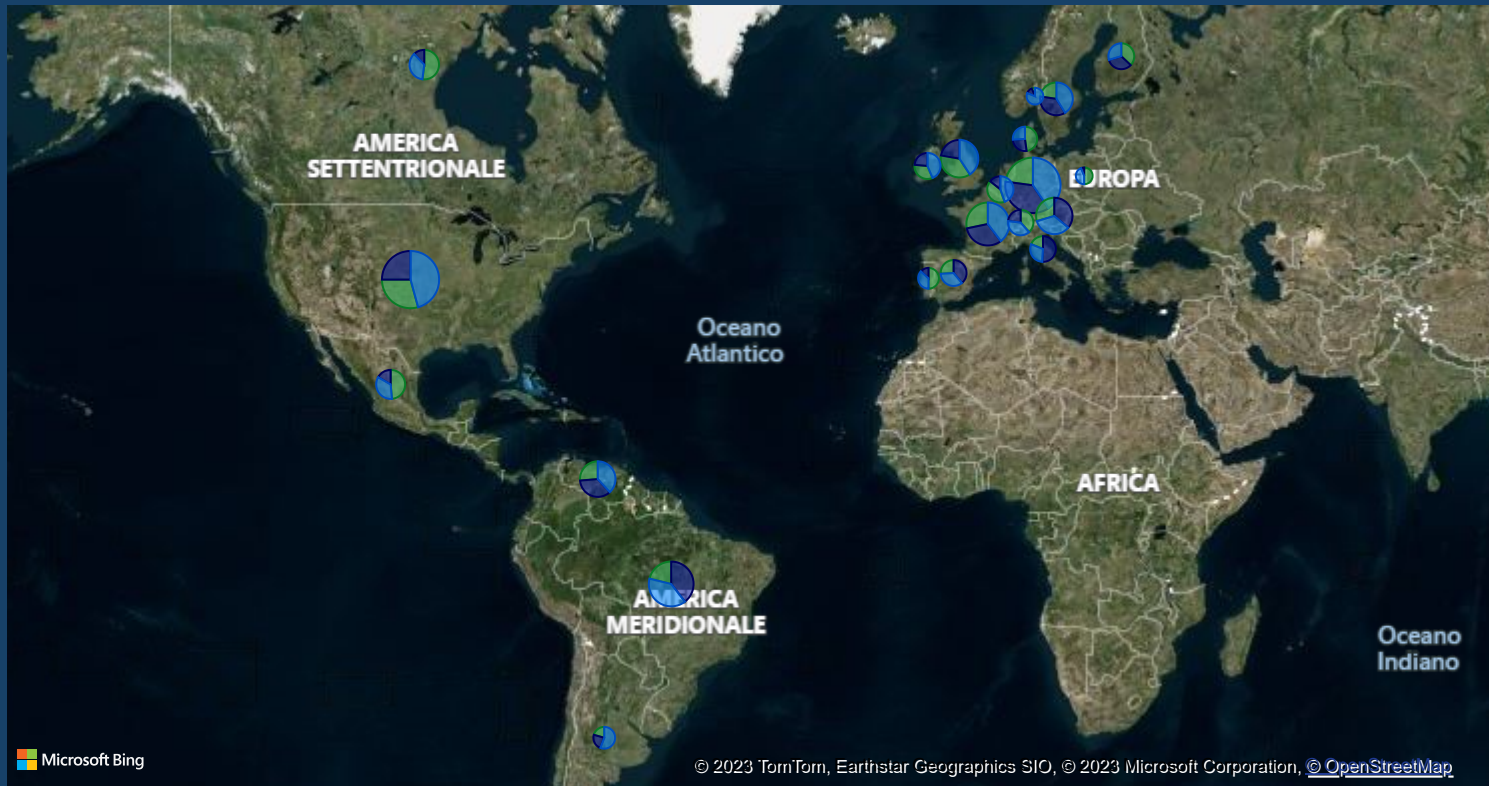 AMERICA
SETTENTRIONALE
EUROPA
Oceano
Atlantico
AFRICA
AMERICA
MERIDIONALE
Oceano
Indiano
Microsoft Bing
© 2023 TomTom, Earthstar Geographics SIO, © 2023 Microsoft Corporation, © OpenStreetMap